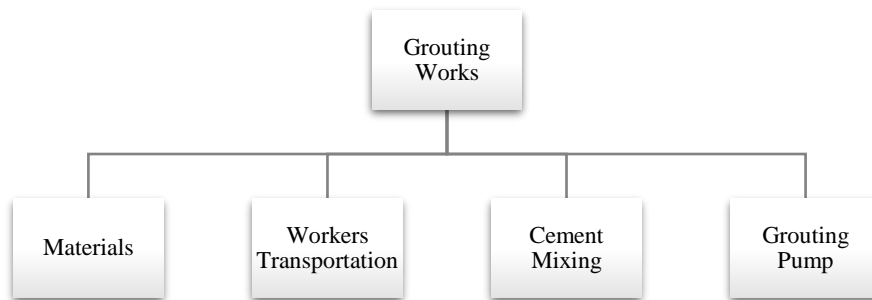 Grouting
Works
Materials
Workers
Transportation
Cement
Mixing
Grouting
Pump